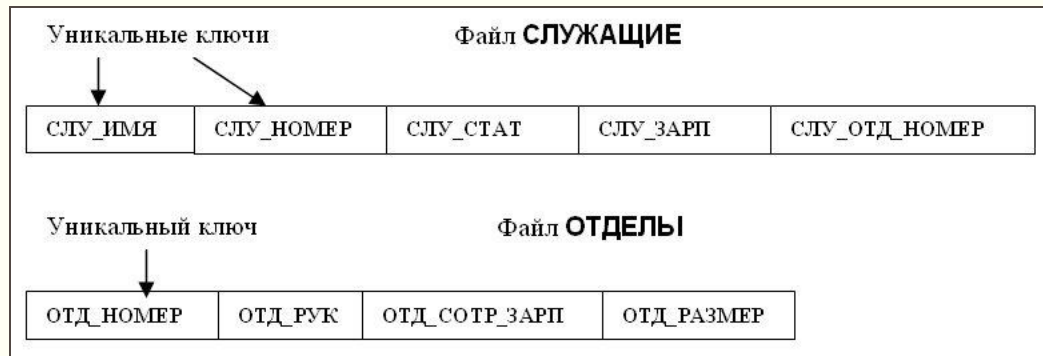 Уникальные ключи Файл СЛУЖАЩИЕ
СЛУ_ИМЯ СЛУ_НОМЕР СЛУ_СТАТ СЛУ_ЗАРП СЛУ_ОТД_НОМЕР
Уникальный ключ Файл ОТДЕЛЫ
ОТД_НОМЕР ОТД_РУК ОТД_СОТР_ЗАРП ОТД_РАЗМЕР